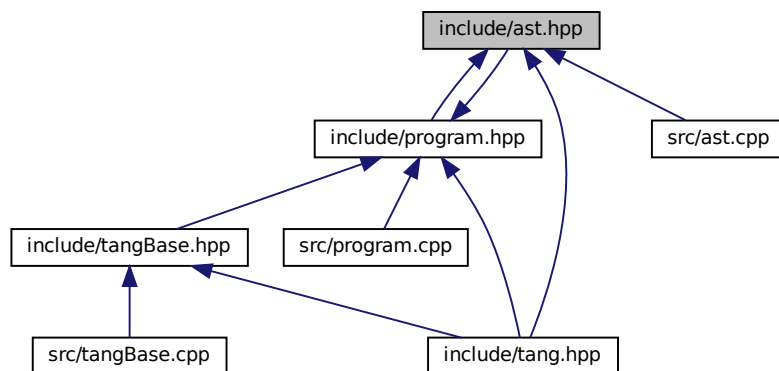 include/ast.hpp
include/program.hpp
src/ast.cpp
include/tangBase.hpp
src/program.cpp
src/tangBase.cpp
include/tang.hpp